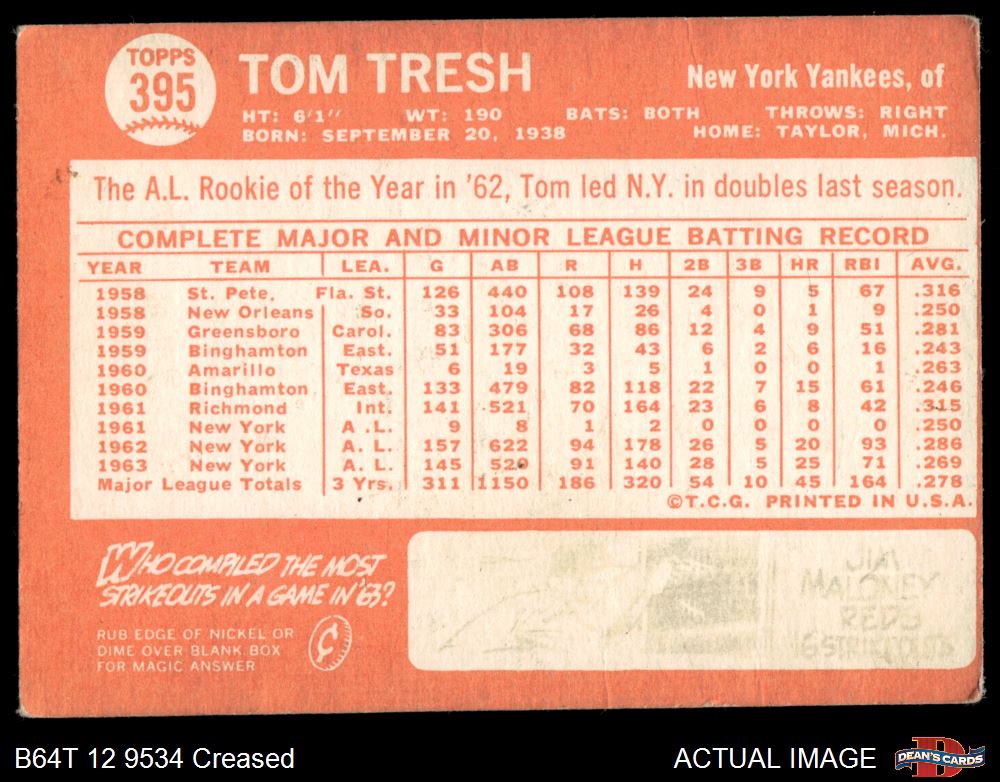 TOPPS
395
TOM TRESH
New York Yankees, of
HT: 6'1" WT: 190 BATS: BOTH THROWS: RIGHT
BORN: SEPTEMBER 20, 1938 HOME: TAYLOR, MICH.
The A.L. Rookie of the Year in '62, Tom led N.Y. in doubles last season.
COMPLETE MAJOR AND MINOR LEAGUE BATTING RECORD
YEAR TEAM LEA. G AB R H 2B 3B HR RBI AVG.
1958 St. Pete. Fla. St. 126 440 108 139 24 9 5 67 .316
1958 New Orleans So. 33 104 17 26 4 0 1 9 .250
1959 Greensboro Carol. 83 306 68 86 12 4 9 51 .281
1959 Binghamton East. 51 177 32 43 6 2 6 16 .243
1960 Amarillo Texas 6 19 3 5 1 0 0 1 .263
1960 Binghamton East. 133 479 82 118 22 7 15 61 .246
1961 Richmond Int. 141 521 70 164 23 6 8 42 .315
1961 New York A.L. 9 8 1 2 0 0 0 0 .250
1962 New York A.L. 157 622 94 178 26 5 20 93 .286
1963 New York A.L. 145 520 91 140 28 5 25 71 .269
Major League Totals 3 Yrs. 311 1150 186 320 54 10 45 164 .278
©T.C.G. PRINTED IN U.S.A.
WHO COMPILED THE MOST
STRIKEOUTS IN A GAME IN '63?
RUB EDGE OF NICKEL OR
DIME OVER BLANK BOX
FOR MAGIC ANSWER
¢
JIM
MALONEY
REDS
B64T 12 9534 Creased
ACTUAL IMAGE
D
DEAN'S CARDS